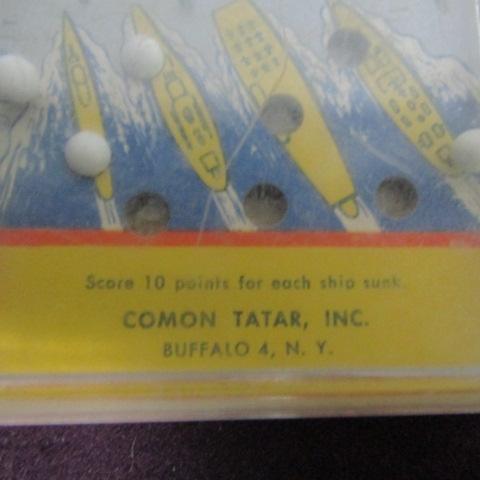 Score 10 points for each ship sunk.
COMON TATAR, INC.
BUFFALO 4, N. Y.